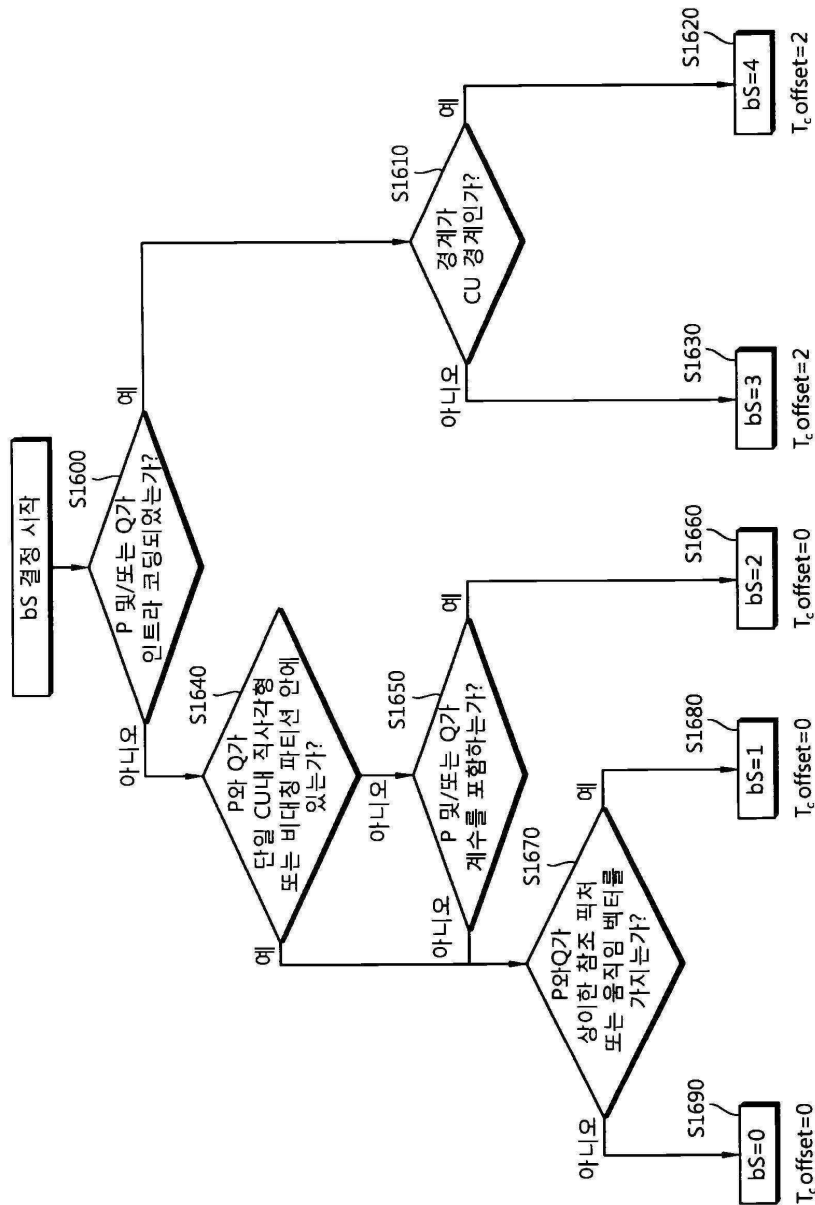 bS 결정 시작
S1600
P 및/또는 Q가
인트라 코딩되었는가?
아니오
예
S1640
P와 Q가
단일 CU내 직사각형
또는 비대칭 파티션 안에
있는가?
예
아니오
S1610
경계가
CU 경계인가?
아니오
예
S1650
P 및/또는 Q가
계수를 포함하는가?
아니오
예
S1670
P와Q가
상이한 참조 픽처
또는 움직임 벡터를
가지는가?
아니오
예
S1690
bS=0
Tc offset=0
S1680
bS=1
Tc offset=0
S1660
bS=2
Tc offset=0
S1630
bS=3
Tc offset=2
S1620
bS=4
Tc offset=2